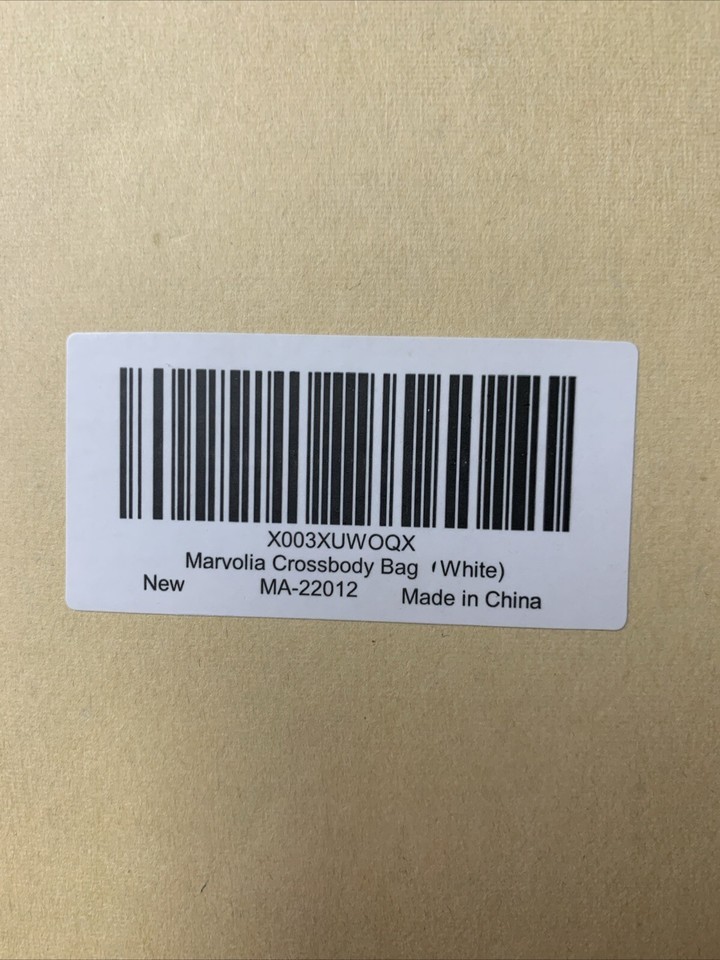 X003XUWOQX
Marvolia Crossbody Bag (White)
New MA-22012 Made in China